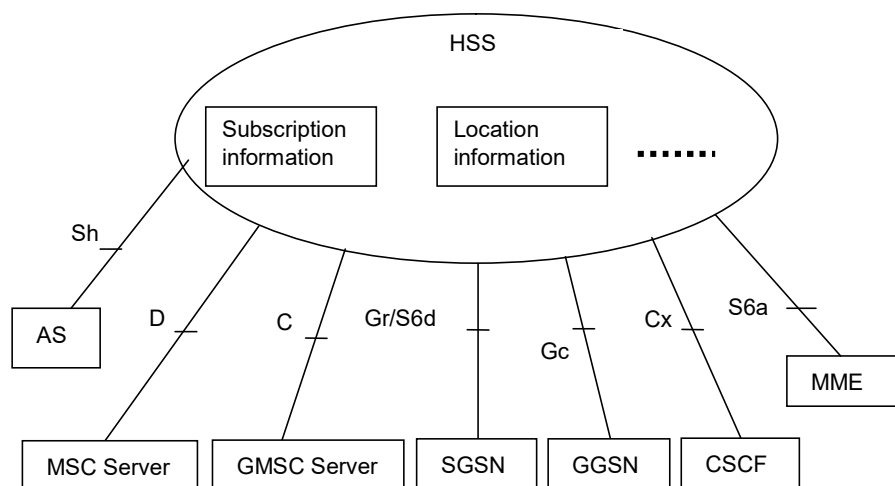 HSS
Subscription
information
Location
information
Sh
AS
D
C
Gr/S6d
Gc
Cx
S6a
MME
MSC Server
GMSC Server
SGSN
GGSN
CSCF